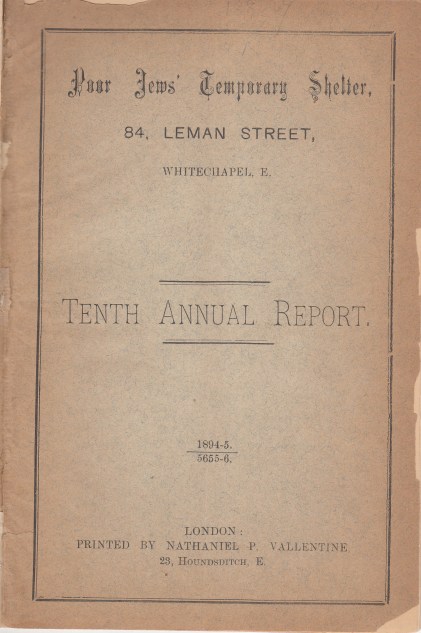 Poor Jews' Temporary Shelter,
84, LEMAN STREET,
WHITECHAPEL, E.
TENTH ANNUAL REPORT.
1894-5.
5655-6.
LONDON:
PRINTED BY NATHANIEL P. VALLENTINE
23, HOUNDSDITCH, E.